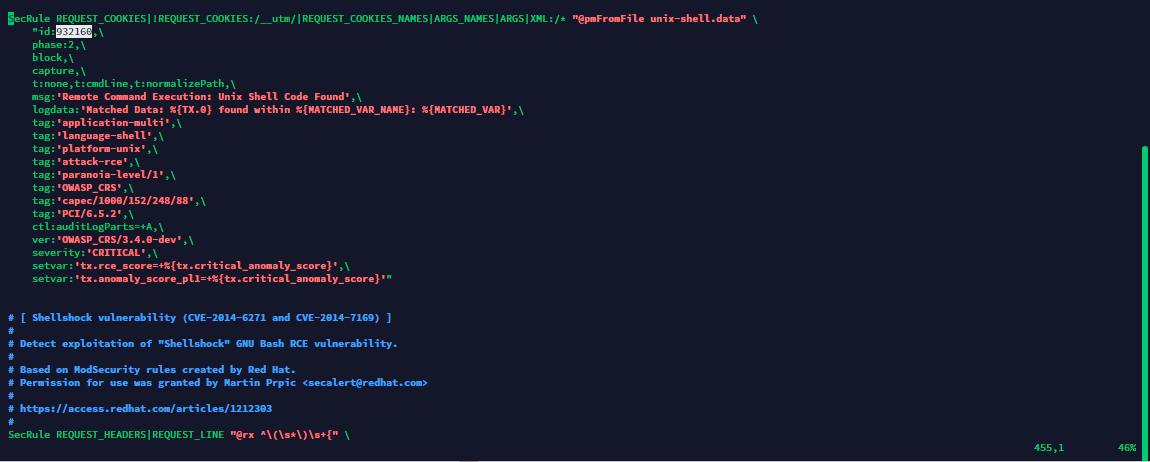 SecRule REQUEST_COOKIES|!REQUEST_COOKIES:/__utm/|REQUEST_COOKIES_NAMES|ARGS_NAMES|ARGS|XML:/* "@pmFromFile unix-shell.data" \
    "id:932160,\
    phase:2,\
    block,\
    capture,\
    t:none,t:cmdLine,t:normalizePath,\
    msg:'Remote Command Execution: Unix Shell Code Found',\
    logdata:'Matched Data: %{TX.0} found within %{MATCHED_VAR_NAME}: %{MATCHED_VAR}',\
    tag:'application-multi',\
    tag:'language-shell',\
    tag:'platform-unix',\
    tag:'attack-rce',\
    tag:'paranoia-level/1',\
    tag:'OWASP_CRS',\
    tag:'capec/1000/152/248/88',\
    tag:'PCI/6.5.2',\
    ctl:auditLogParts=+A,\
    ver:'OWASP_CRS/3.4.0-dev',\
    severity:'CRITICAL',\
    setvar:'tx.rce_score=+%{tx.critical_anomaly_score}',\
    setvar:'tx.anomaly_score_pl1=+%{tx.critical_anomaly_score}'"
# [ Shellshock vulnerability (CVE-2014-6271 and CVE-2014-7169) ]
#
# Detect exploitation of "Shellshock" GNU Bash RCE vulnerability.
#
# Based on ModSecurity rules created by Red Hat.
# Permission for use was granted by Martin Prpic <secalert@redhat.com>
#
# https://access.redhat.com/articles/1212303
#
SecRule REQUEST_HEADERS|REQUEST_LINE "@rx ^\(\s*\)\s+{" \
455,1 46%